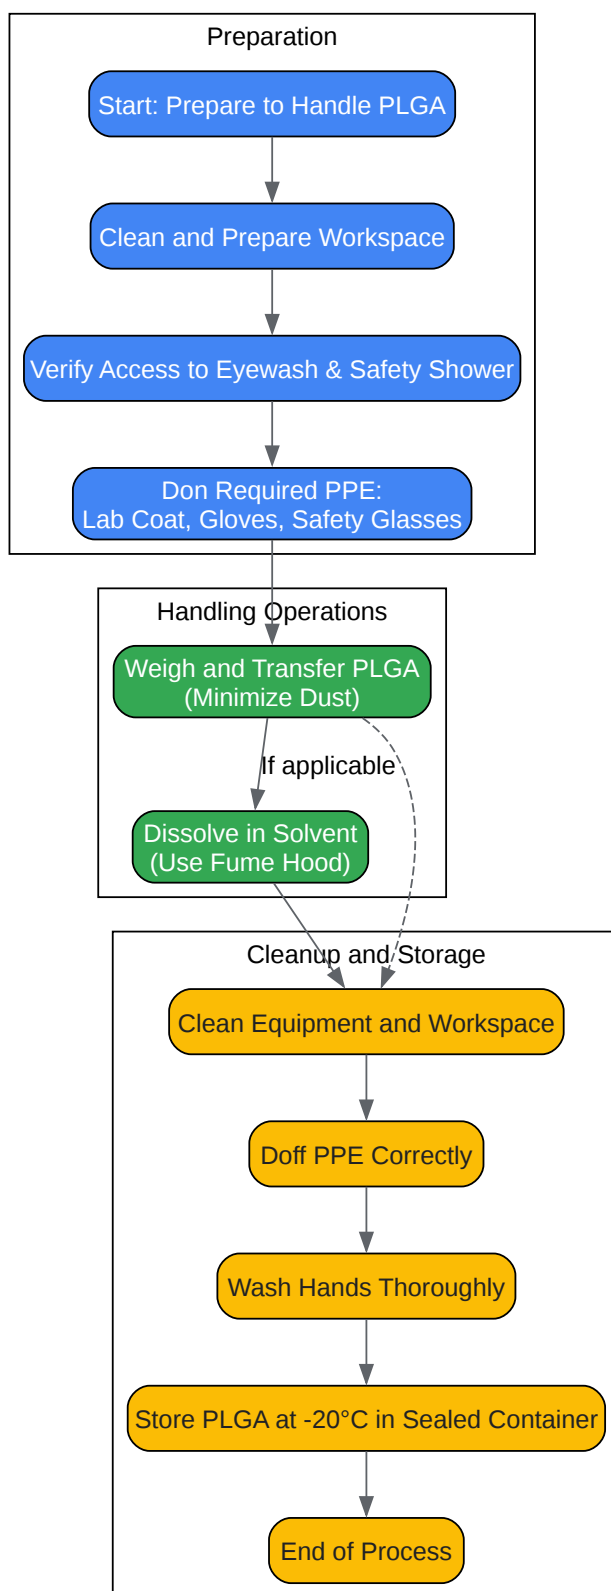 Preparation
Start: Prepare to Handle PLGA
Clean and Prepare Workspace
Verify Access to Eyewash & Safety Shower
Don Required PPE:
Lab Coat, Gloves, Safety Glasses
Handling Operations
Weigh and Transfer PLGA
(Minimize Dust)
If applicable
Dissolve in Solvent
(Use Fume Hood)
Cleanup and Storage
Clean Equipment and Workspace
Doff PPE Correctly
Wash Hands Thoroughly
Store PLGA at -20°C in Sealed Container
End of Process